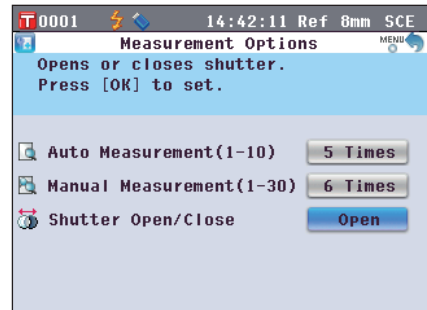 T0001 14:42:11 Ref 8mm SCE
Measurement Options MENU
Opens or closes shutter.
Press [OK] to set.
Auto Measurement(1-10) 5 Times
Manual Measurement(1-30) 6 Times
Shutter Open/Close Open